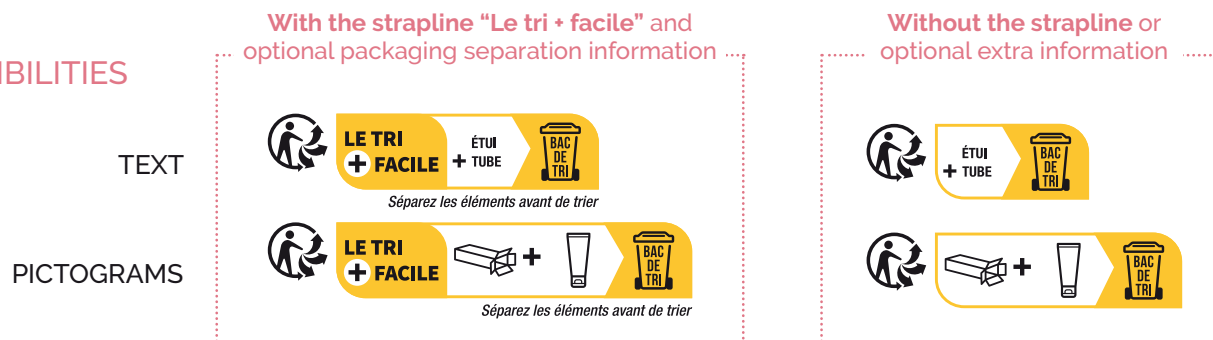 With the strapline “Le tri + facile” and
optional packaging separation information
Without the strapline or
optional extra information
IBILITIES
TEXT
LE TRI
+ FACILE
ÉTUI
+ TUBE
BAC
DE
TRI
Séparez les éléments avant de trier
ÉTUI
+ TUBE
BAC
DE
TRI
PICTOGRAMS
LE TRI
+ FACILE
+
BAC
DE
TRI
Séparez les éléments avant de trier
+
BAC
DE
TRI